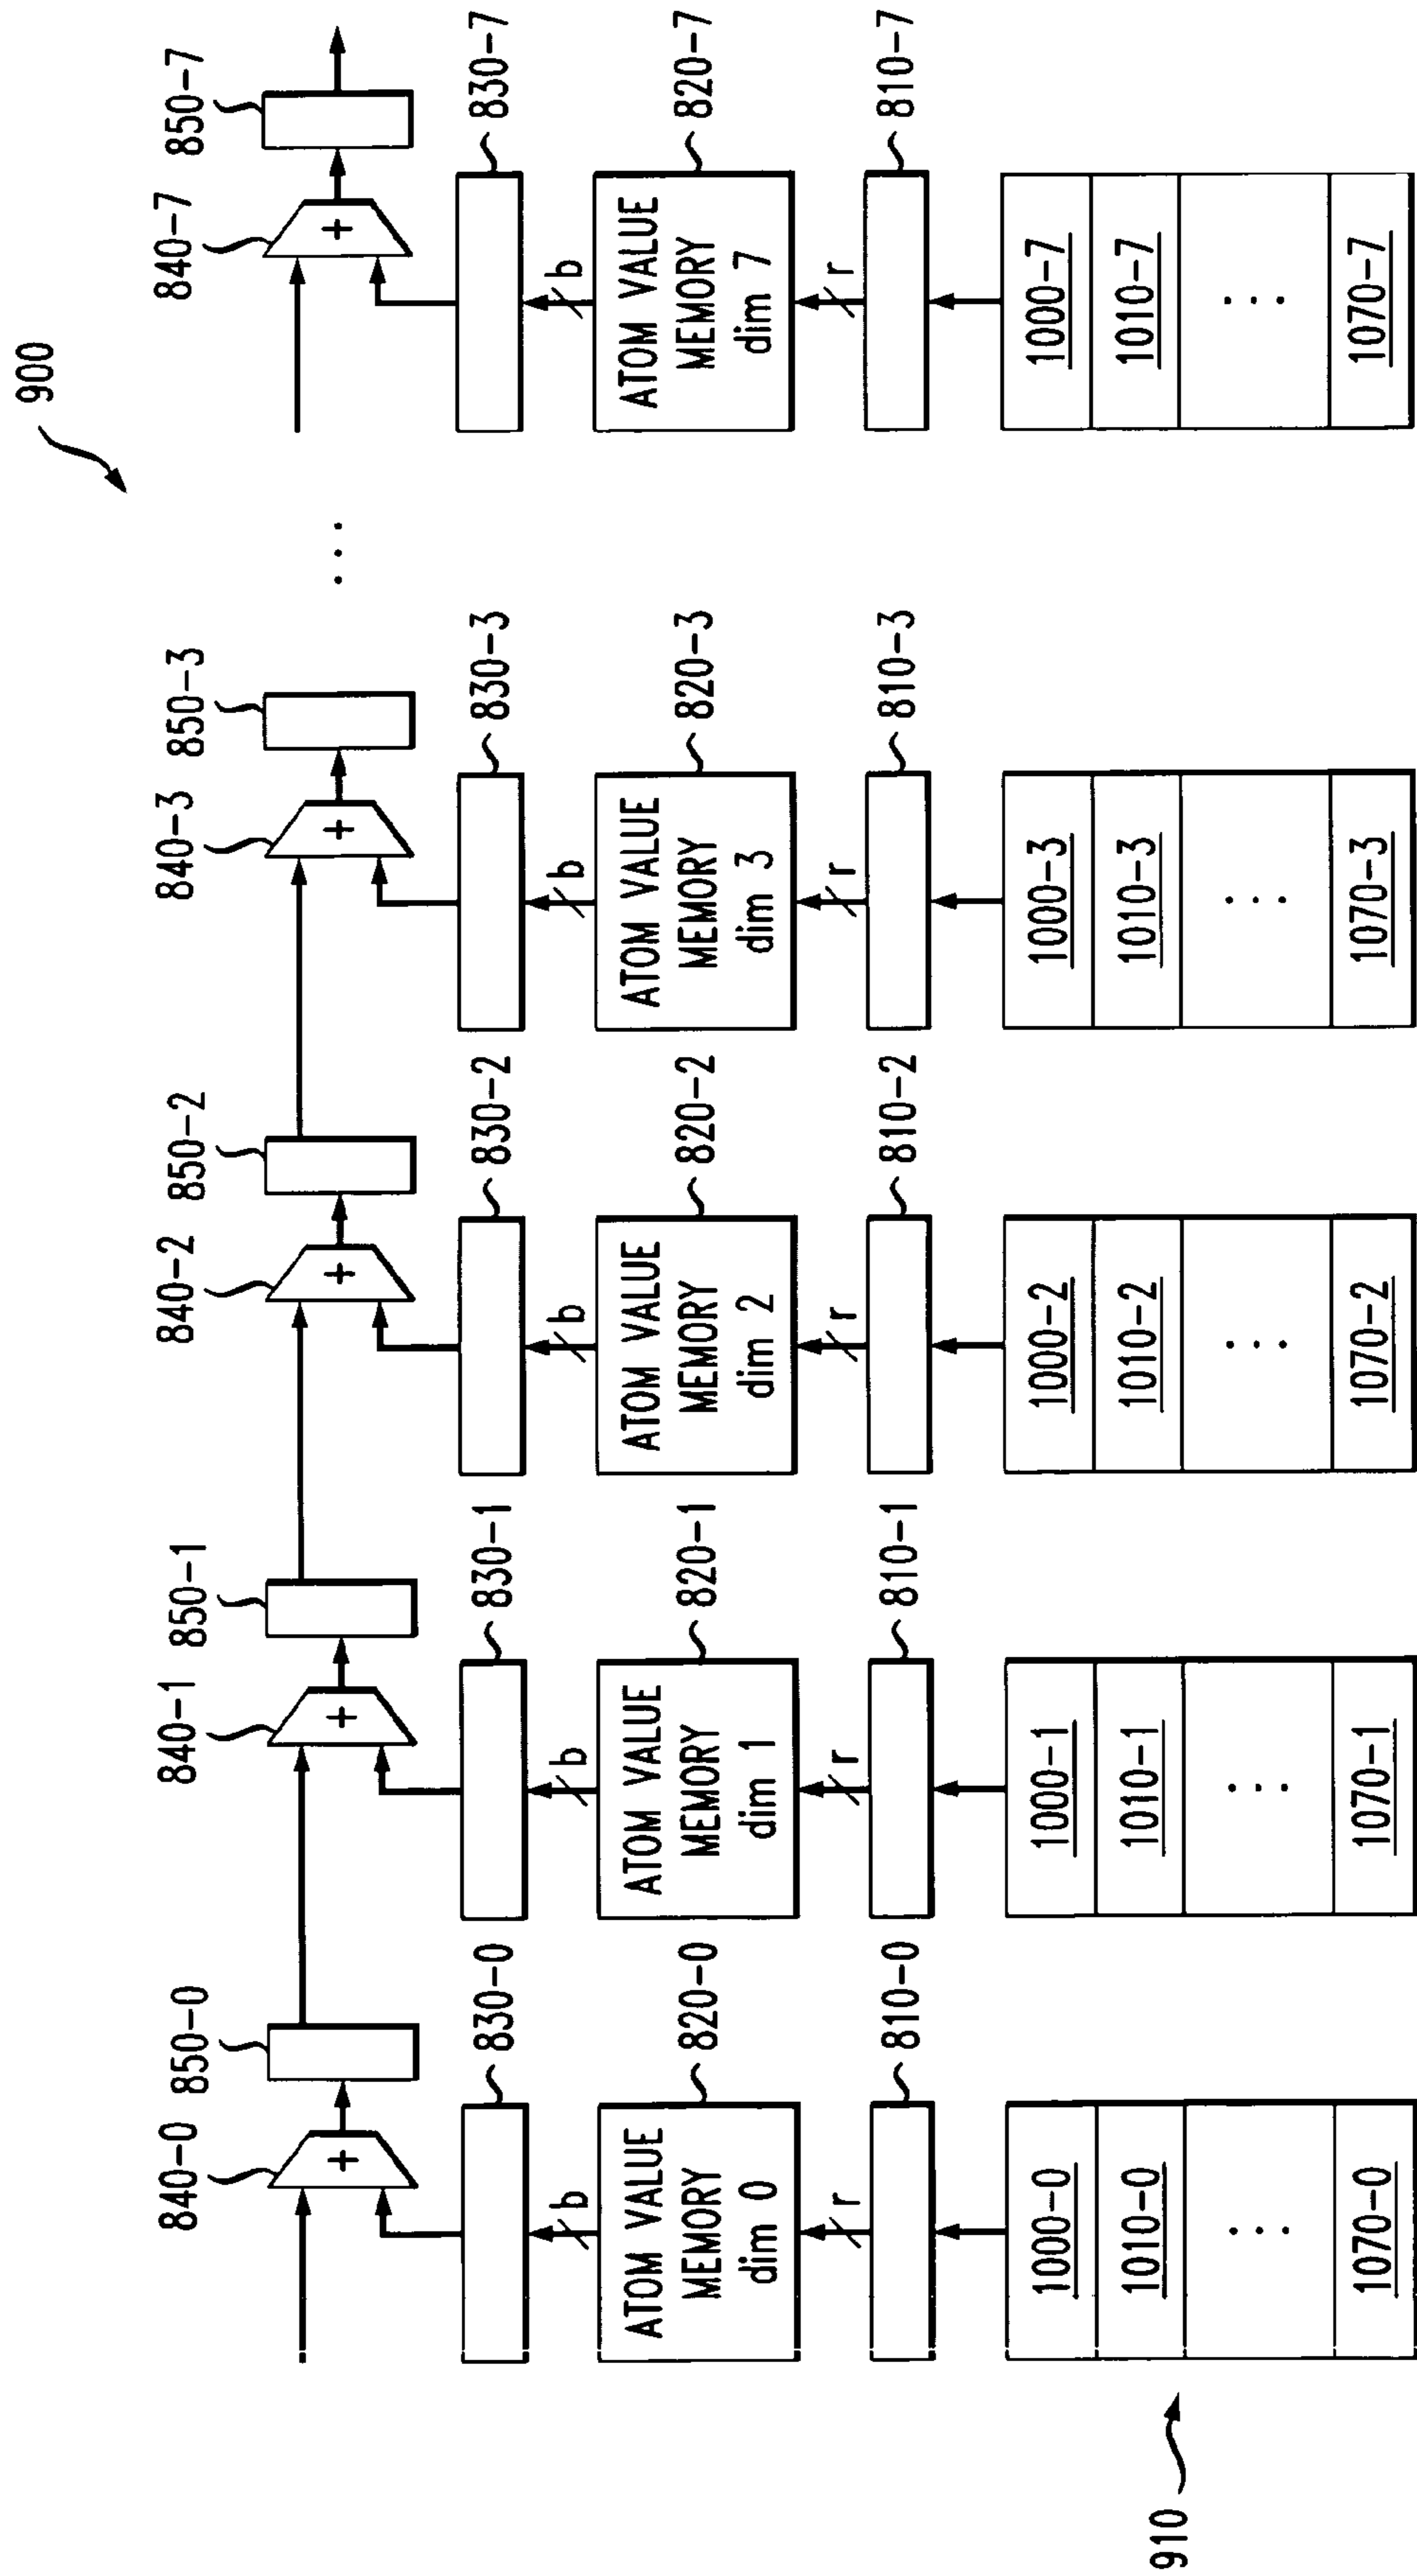 900
840-0
850-0
840-1
850-1
840-2
850-2
840-3
850-3
...
840-7
850-7
830-0
830-1
830-2
830-3
830-7
b
b
b
b
b
ATOM VALUE
MEMORY
dim 0
820-0
ATOM VALUE
MEMORY
dim 1
820-1
ATOM VALUE
MEMORY
dim 2
820-2
ATOM VALUE
MEMORY
dim 3
820-3
ATOM VALUE
MEMORY
dim 7
820-7
r
r
r
r
r
810-0
810-1
810-2
810-3
810-7
910
1000-0
1010-0
...
1070-0
1000-1
1010-1
...
1070-1
1000-2
1010-2
...
1070-2
1000-3
1010-3
...
1070-3
1000-7
1010-7
...
1070-7
+
+
+
+
+